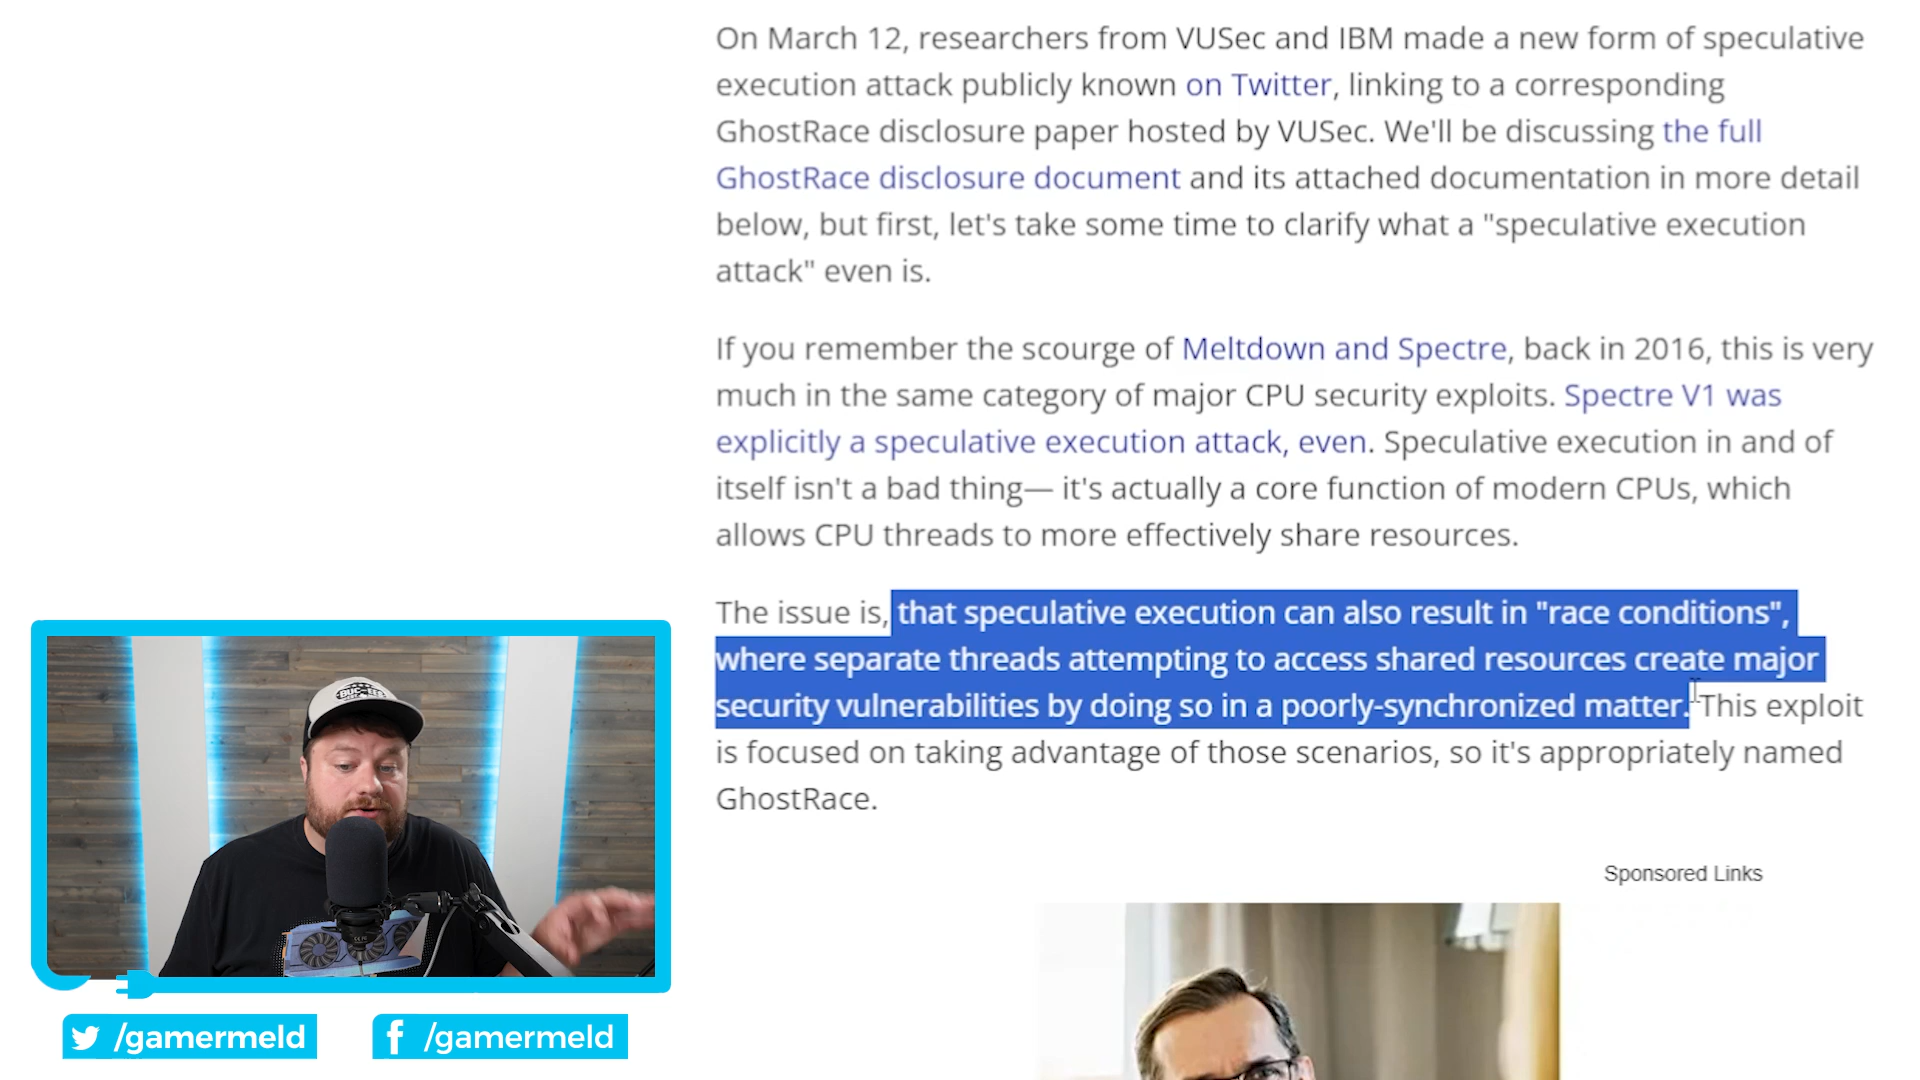 On March 12, researchers from VUSec and IBM made a new form of speculative
execution attack publicly known on Twitter, linking to a corresponding
GhostRace disclosure paper hosted by VUSec. We'll be discussing the full
GhostRace disclosure document and its attached documentation in more detail
below, but first, let's take some time to clarify what a "speculative execution
attack" even is.
If you remember the scourge of Meltdown and Spectre, back in 2016, this is very
much in the same category of major CPU security exploits. Spectre V1 was
explicitly a speculative execution attack, even. Speculative execution in and of
itself isn't a bad thing— it's actually a core function of modern CPUs, which
allows CPU threads to more effectively share resources.
The issue is, that speculative execution can also result in "race conditions",
where separate threads attempting to access shared resources create major
security vulnerabilities by doing so in a poorly-synchronized matter. This exploit
is focused on taking advantage of those scenarios, so it's appropriately named
GhostRace.
Sponsored Links
/gamermeld
/gamermeld